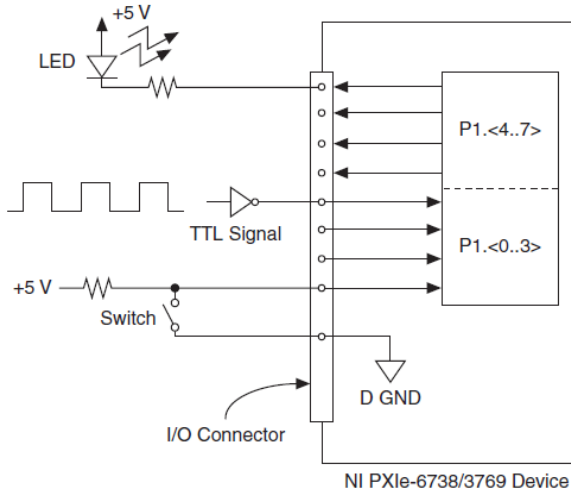 +5 V
LED
P1.<4..7>
TTL Signal
P1.<0..3>
+5 V
Switch
D GND
I/O Connector
NI PXIe-6738/3769 Device